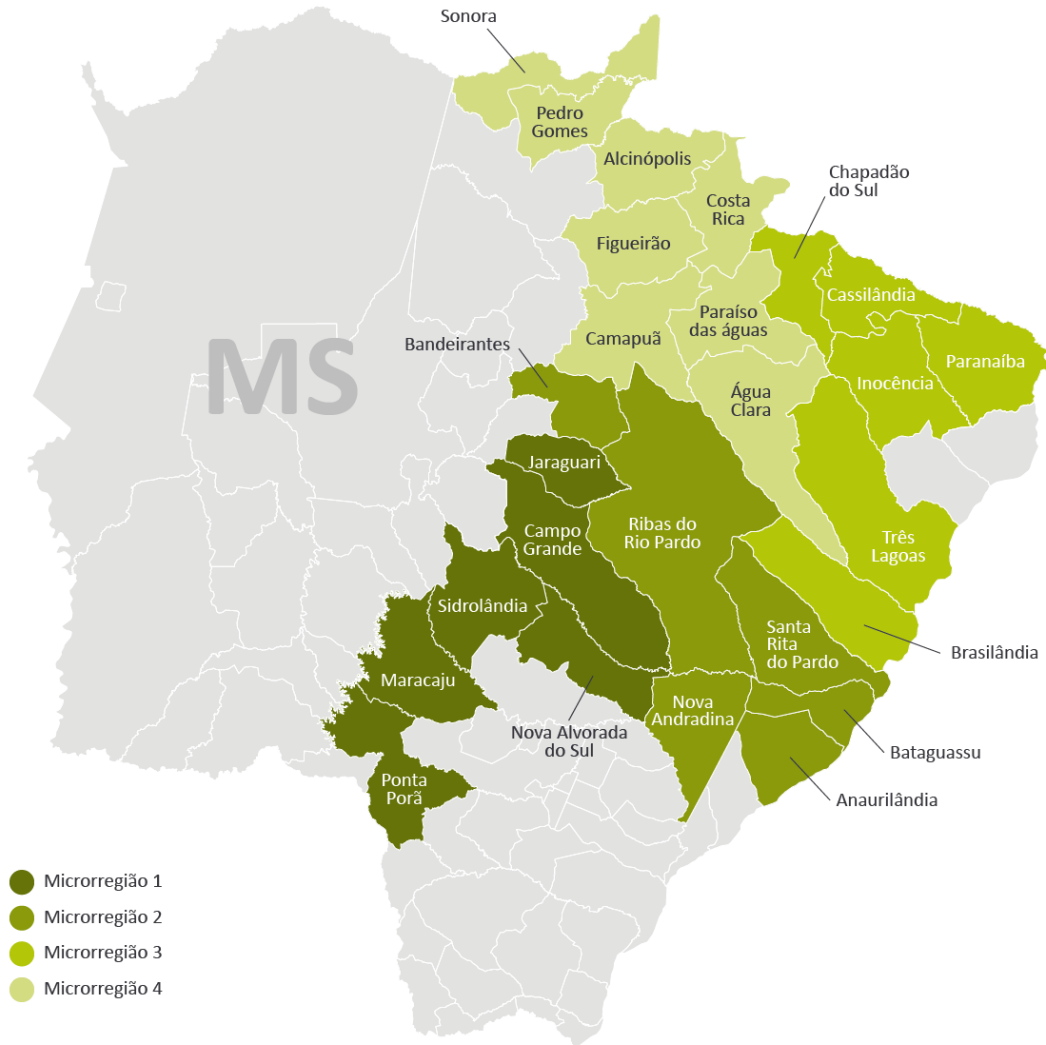 Sonora
Pedro
Gomes
Alcinópolis
Chapadão
do Sul
Costa
Rica
Figueirão
Cassilândia
Paraíso
das águas
Camapuã
Bandeirantes
MS
Paranaíba
Inocência
Água
Clara
Jaraguari
Campo
Grande
Ribas do
Rio Pardo
Três
Lagoas
Sidrolândia
Santa
Rita
do Pardo
Brasilândia
Maracaju
Nova
Andradina
Nova Alvorada
do Sul
Bataguassu
Ponta
Porã
Anaurilândia
Microrregião 1
Microrregião 2
Microrregião 3
Microrregião 4